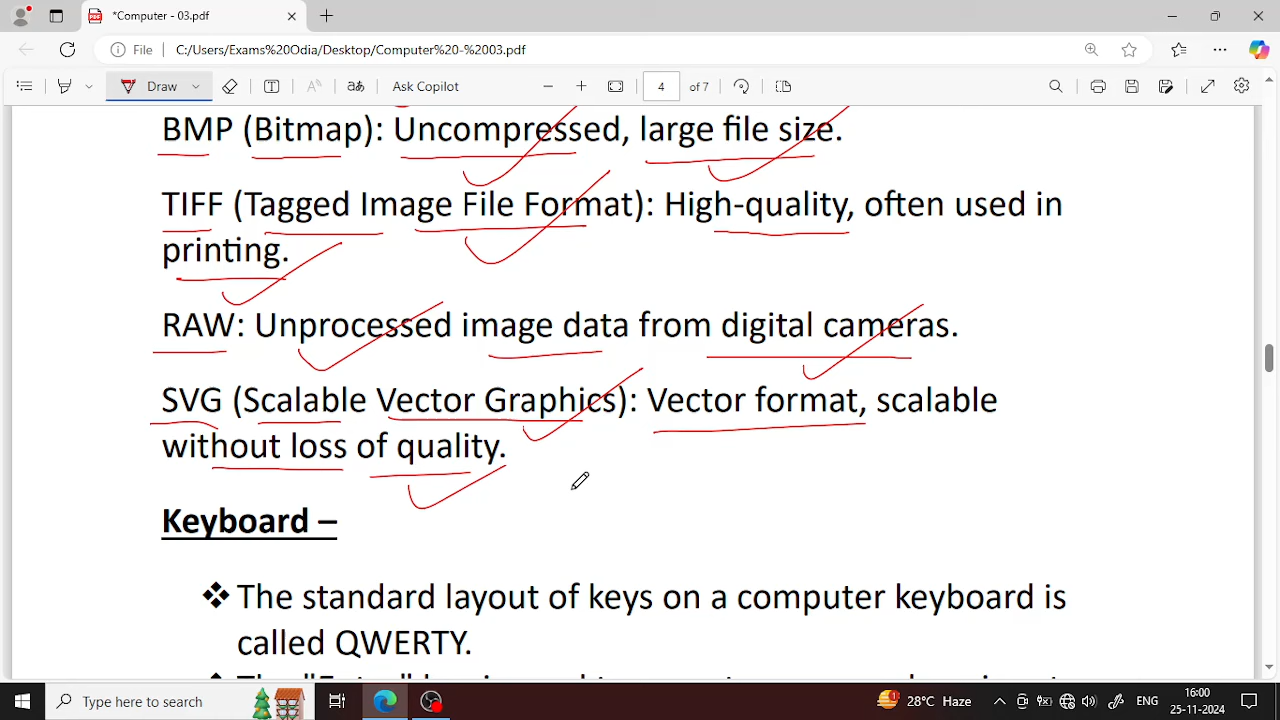 *Computer - 03.pdf
File C:/Users/Exams%20Odia/Desktop/Computer%20-%2003.pdf
Draw Ask Copilot 4 of 7
BMP (Bitmap): Uncompressed, large file size.
TIFF (Tagged Image File Format): High-quality, often used in
printing.
RAW: Unprocessed image data from digital cameras.
SVG (Scalable Vector Graphics): Vector format, scalable
without loss of quality.
Keyboard –
❖ The standard layout of keys on a computer keyboard is
called QWERTY.
Type here to search 28°C Haze ENG 16:00
25-11-2024